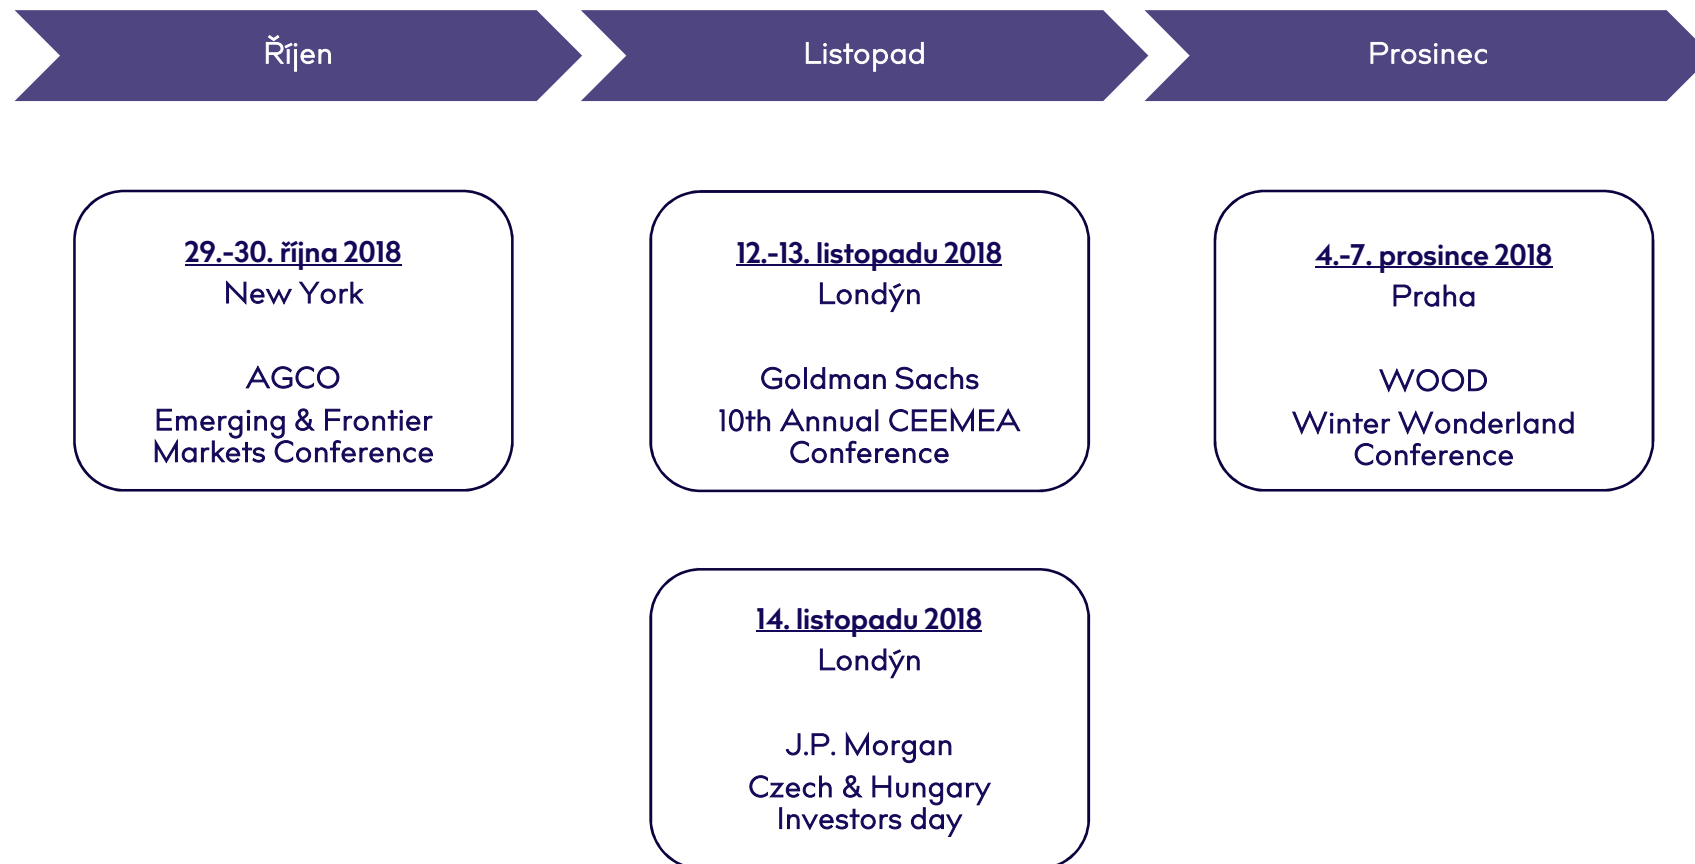 Říjen
Listopad
Prosinec
29.-30. října 2018
New York
AGCO
Emerging & Frontier
Markets Conference
12.-13. listopadu 2018
Londýn
Goldman Sachs
10th Annual CEEMEA
Conference
4.-7. prosince 2018
Praha
WOOD
Winter Wonderland
Conference
14. listopadu 2018
Londýn
J.P. Morgan
Czech & Hungary
Investors day